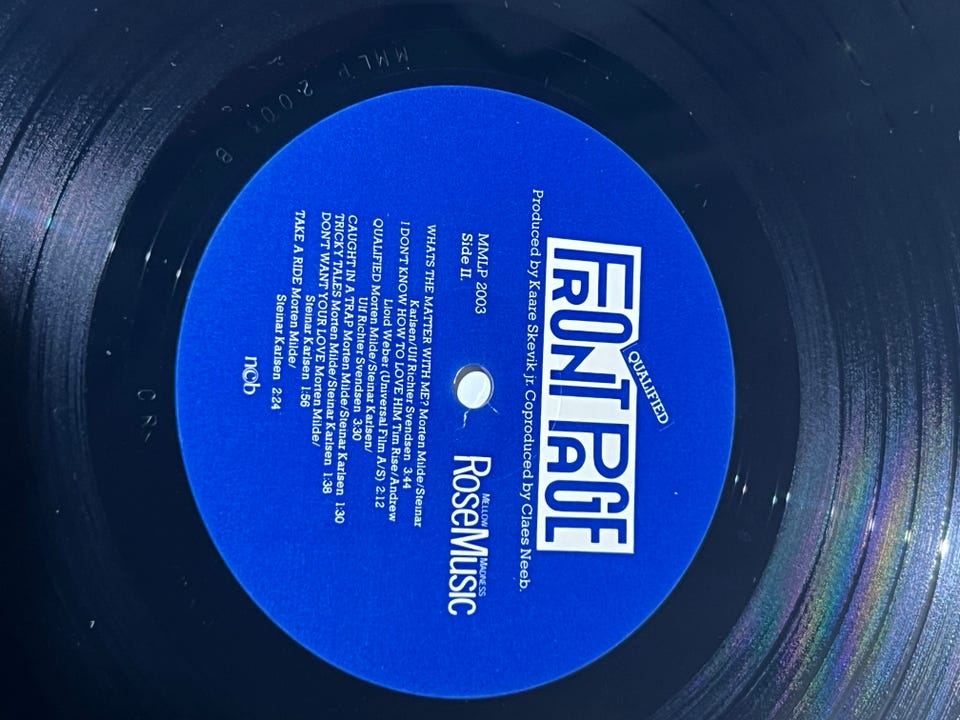 FRONT PAGE
QUALIFIED
Produced by Kaare Skevik jr. Coproduced by Claes Neeb.
MMLP 2003
Side II.
MELLOW MADNESS
RoseMusic
WHATS THE MATTER WITH ME? Morten Milde/Steinar
Karlsen/Ulf Richter Svendsen 3:44
I DON'T KNOW HOW TO LOVE HIM Tim Rise/Andrew
Lloid Weber (Universal Film A/S) 2:12
QUALIFIED Morten Milde/Steinar Karlsen/
Ulf Richter Svendsen 3:30
CAUGHT IN A TRAP Morten Milde/Steinar Karlsen 1:30
TRICKY TALES Morten Milde/Steinar Karlsen 1:38
DON'T WANT YOUR LOVE Morten Milde/
Steinar Karlsen 1:56
TAKE A RIDE Morten Milde/
Steinar Karlsen 2:24
ncb
MMLP 2003 B
CR